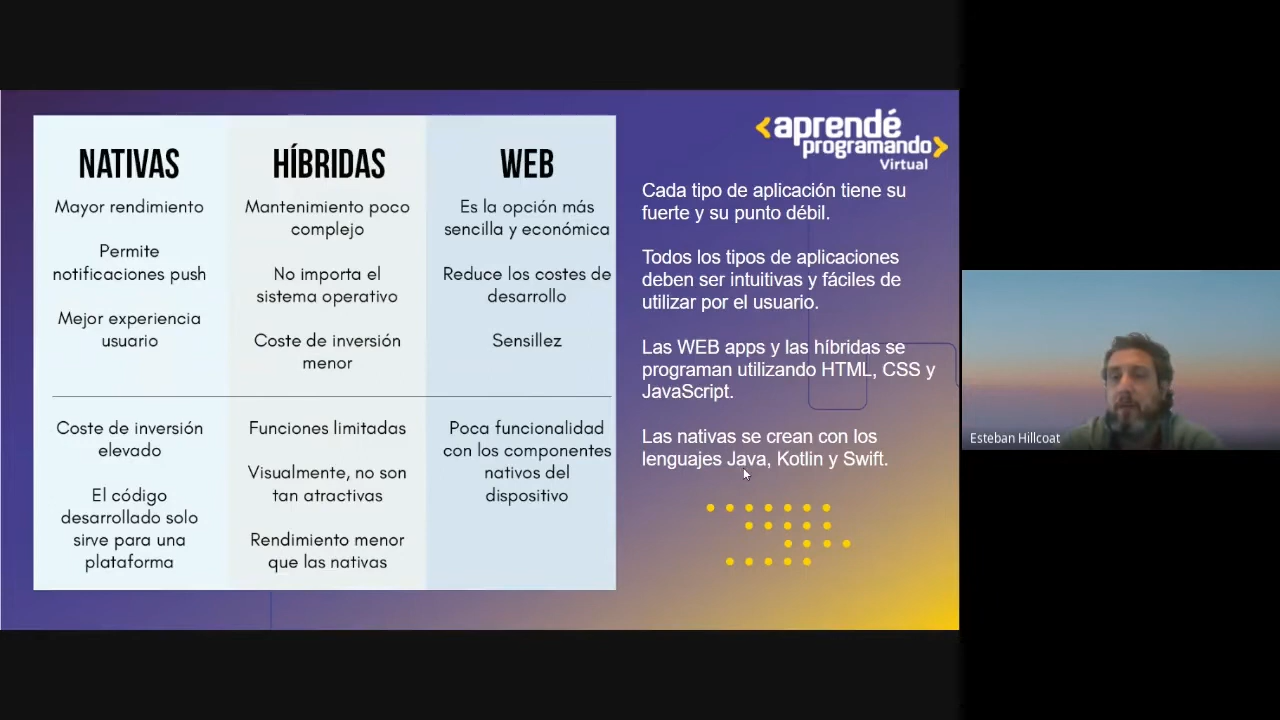 NATIVAS
Mayor rendimiento
Permite
notificaciones push
Mejor experiencia
usuario
Coste de inversión
elevado
El código
desarrollado solo
sirve para una
plataforma
HÍBRIDAS
Mantenimiento poco
complejo
No importa el
sistema operativo
Coste de inversión
menor
Funciones limitadas
Visualmente, no son
tan atractivas
Rendimiento menor
que las nativas
WEB
Es la opción más
sencilla y económica
Reduce los costes de
desarrollo
Sensillez
Poca funcionalidad
con los componentes
nativos del
dispositivo
<aprendé
programando>
Virtual
Cada tipo de aplicación tiene su
fuerte y su punto débil.
Todos los tipos de aplicaciones
deben ser intuitivas y fáciles de
utilizar por el usuario.
Las WEB apps y las híbridas se
programan utilizando HTML, CSS y
JavaScript.
Las nativas se crean con los
lenguajes Java, Kotlin y Swift.
Esteban Hillcoat